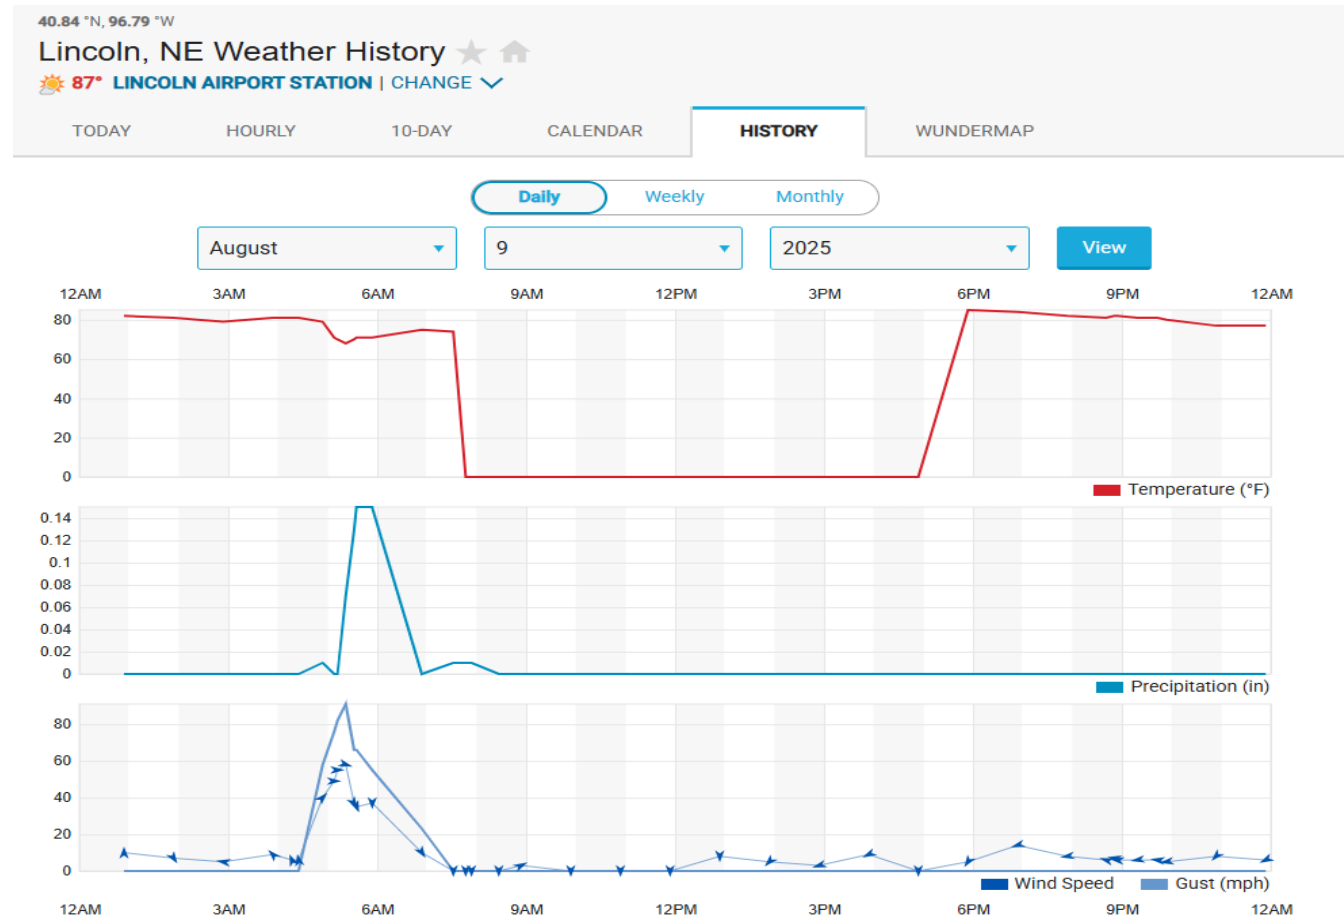 40.84 °N, 96.79 °W
Lincoln, NE Weather History
87° LINCOLN AIRPORT STATION | CHANGE
TODAY HOURLY 10-DAY CALENDAR HISTORY WUNDERMAP
Daily Weekly Monthly
August 9 2025 View
12AM 3AM 6AM 9AM 12PM 3PM 6PM 9PM 12AM
80
60
40
20
0
Temperature (°F)
0.14
0.12
0.1
0.08
0.06
0.04
0.02
0
Precipitation (in)
80
60
40
20
0
Wind Speed Gust (mph)
12AM 3AM 6AM 9AM 12PM 3PM 6PM 9PM 12AM